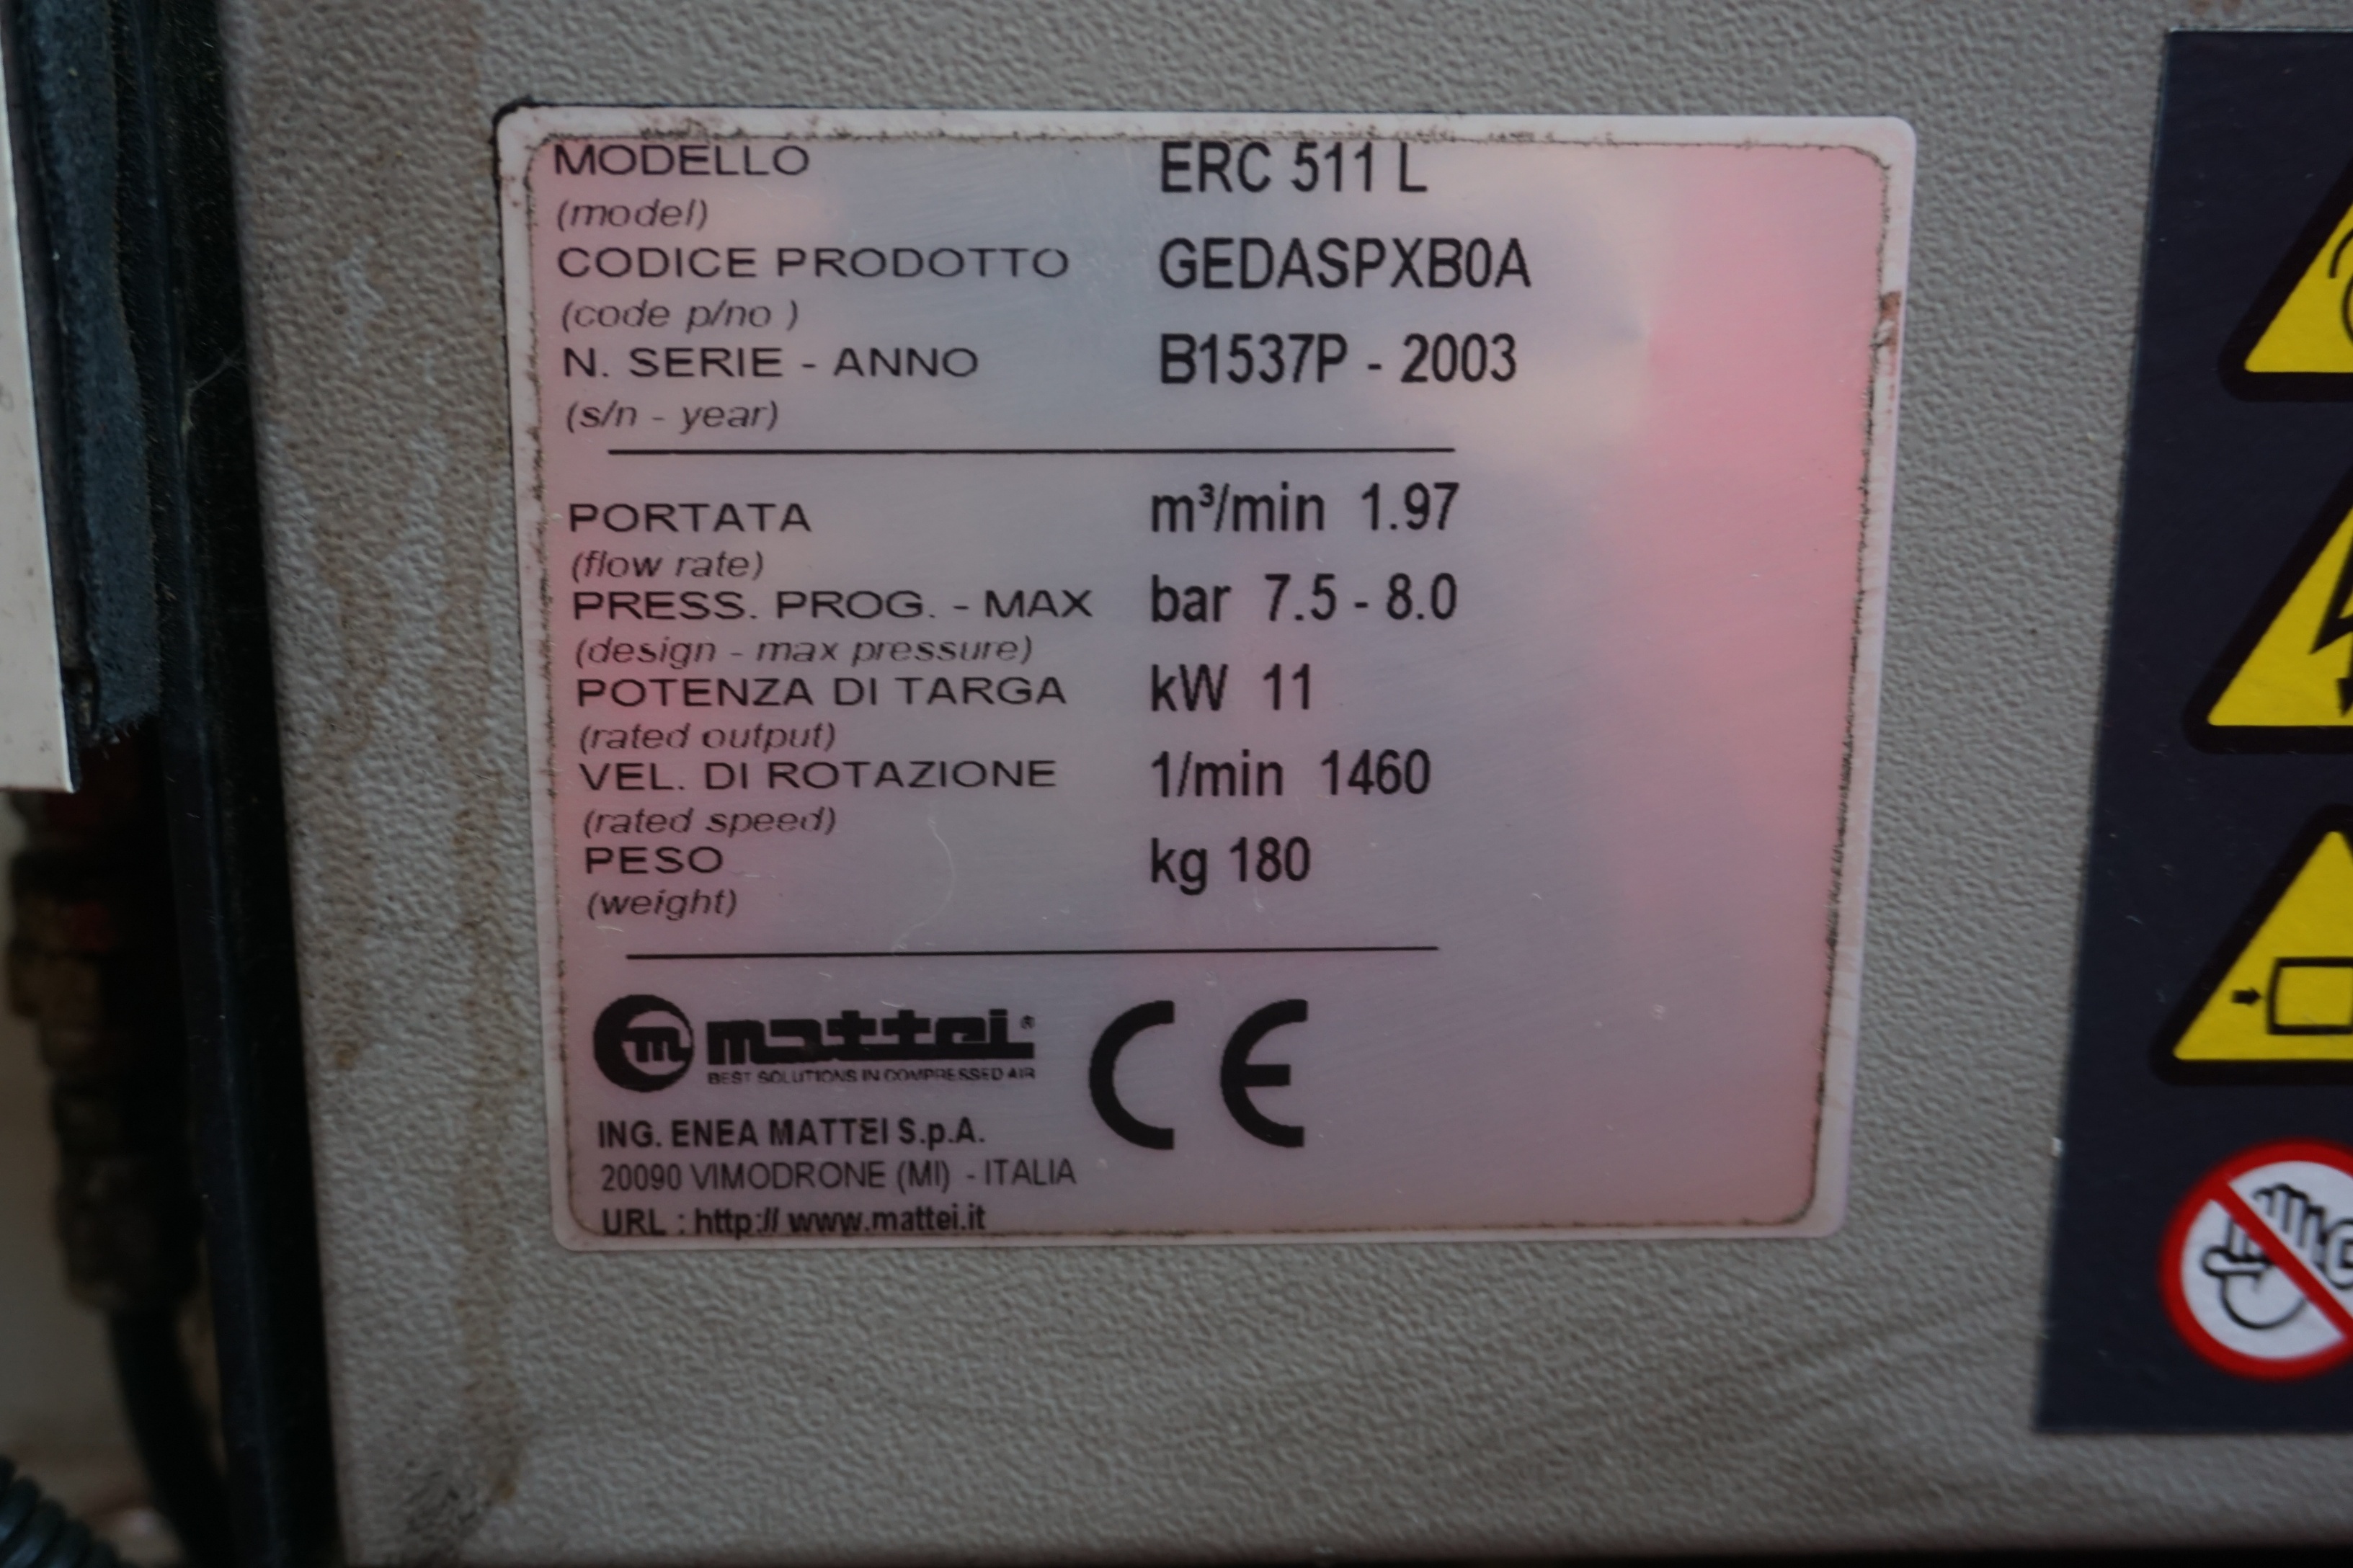 MODELLO ERC 511 L
(model)
CODICE PRODOTTO GEDASPXB0A
(code p/no )
N. SERIE - ANNO B1537P - 2003
(s/n - year)
PORTATA m³/min 1.97
(flow rate)
PRESS. PROG. - MAX bar 7.5 - 8.0
(design - max pressure)
POTENZA DI TARGA kW 11
(rated output)
VEL. DI ROTAZIONE 1/min 1460
(rated speed)
PESO kg 180
(weight)
m mattei® CE
BEST SOLUTIONS IN COMPRESSED AIR
ING. ENEA MATTEI S.p.A.
20090 VIMODRONE (MI) - ITALIA
URL : http:// www.mattei.it